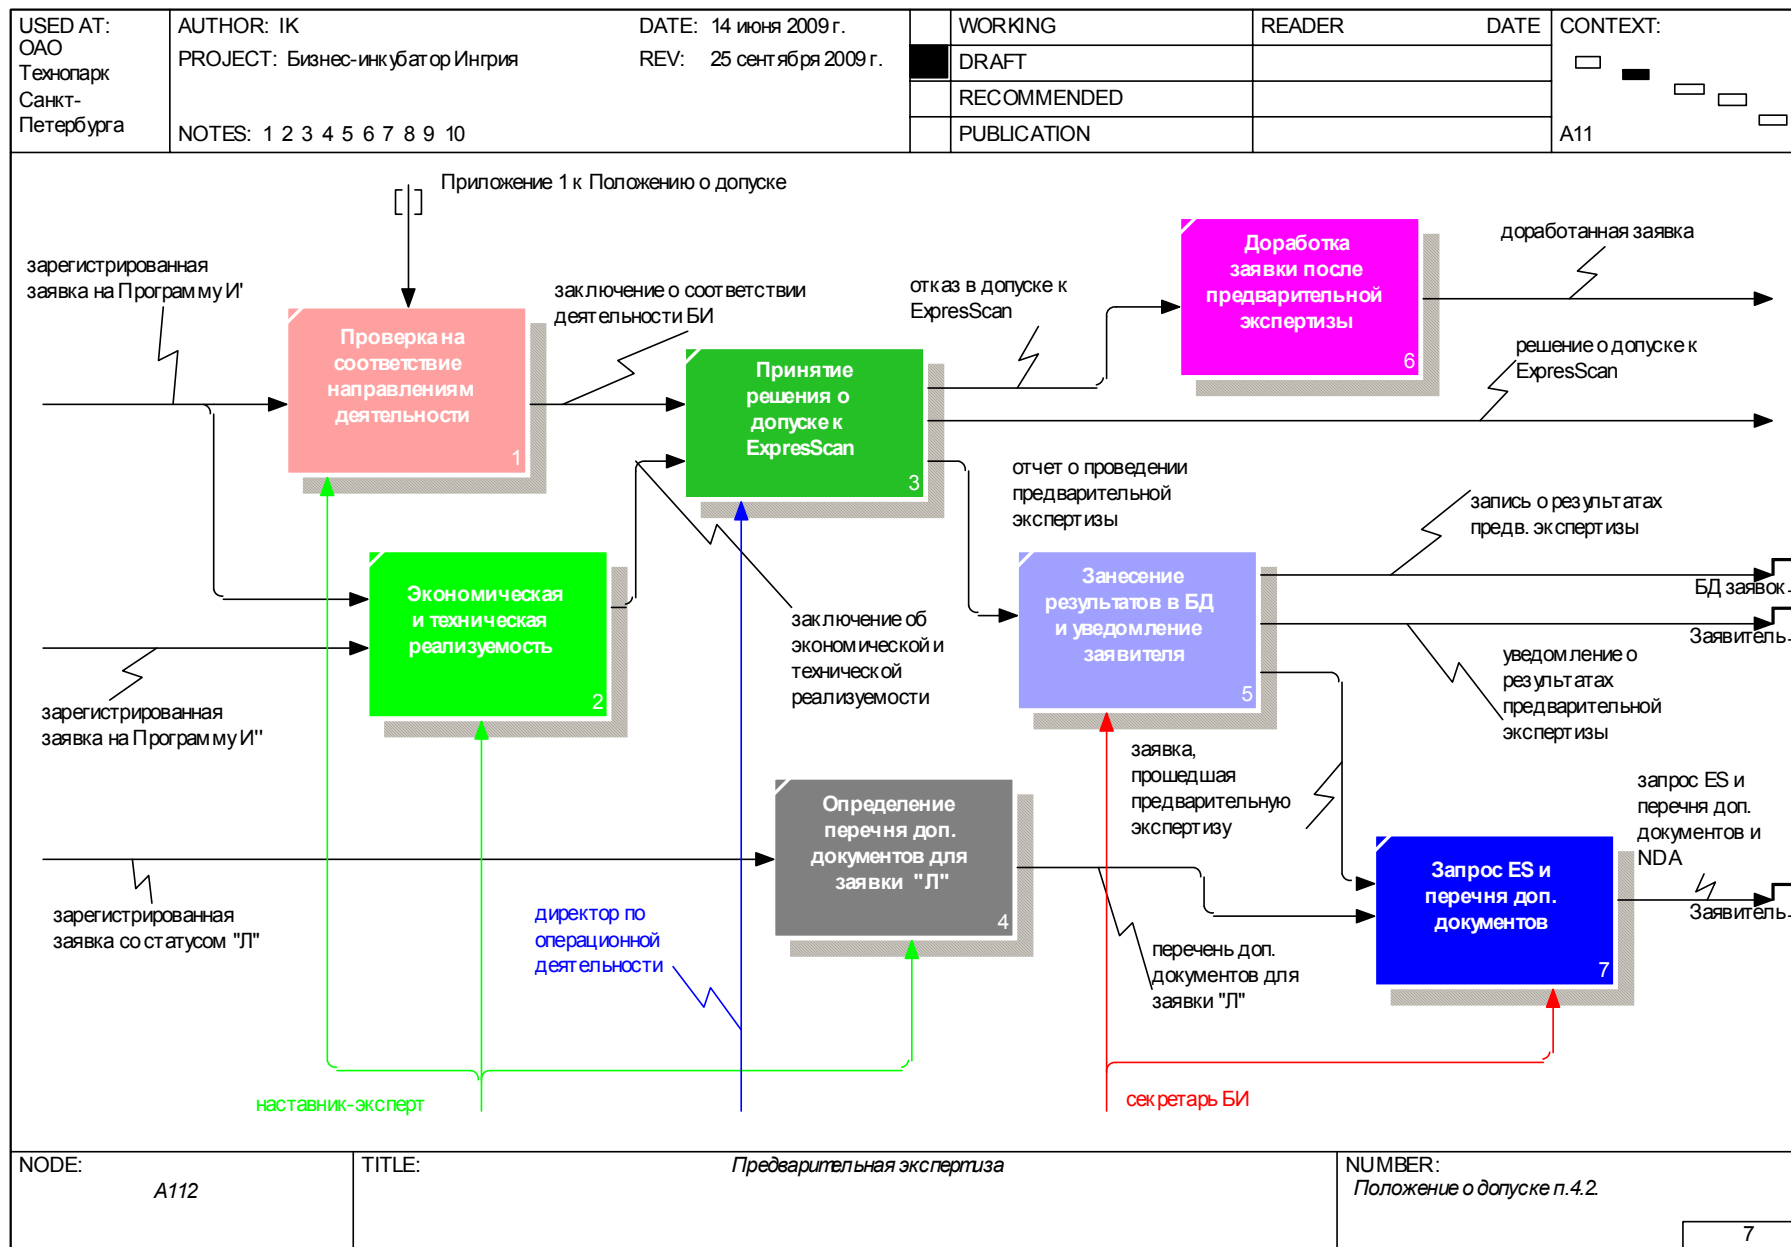 USED AT:
ОАО
Технопарк
Санкт-
Петербурга
AUTHOR: IK
DATE: 14 июня 2009 г.
PROJECT: Бизнес-инкубатор Ингрия
REV: 25 сентября 2009 г.
NOTES: 1 2 3 4 5 6 7 8 9 10
WORKING
DRAFT
RECOMMENDED
PUBLICATION
READER
DATE
CONTEXT:
A11
Приложение 1 к Положению о допуске
зарегистрированная
заявка на Программу И'
Проверка на
соответствие
направлениям
деятельности
1
заключение о соответствии
деятельности БИ
Принятие
решения о
допуске к
ExpresScan
3
отказ в допуске к
ExpresScan
Доработка
заявки после
предварительной
экспертизы
6
доработанная заявка
решение о допуске к
ExpresScan
отчет о проведении
предварительной
экспертизы
запись о результатах
предв. экспертизы
Экономическая
и техническая
реализуемость
2
зарегистрированная
заявка на Программу И''
заключение об
экономической и
технической
реализуемости
Занесение
результатов в БД
и уведомление
заявителя
5
БД заявок
Заявитель
уведомление о
результатах
предварительной
экспертизы
заявка,
прошедшая
предварительную
экспертизу
запрос ES и
перечня доп.
документов и
NDA
Определение
перечня доп.
документов для
заявки "Л"
4
зарегистрированная
заявка со статусом "Л"
директор по
операционной
деятельности
перечень доп.
документов для
заявки "Л"
Запрос ES и
перечня доп.
документов
7
Заявитель
наставник-эксперт
секретарь БИ
NODE:
A112
TITLE:
Предварительная экспертиза
NUMBER:
Положение о допуске п.4.2.
7